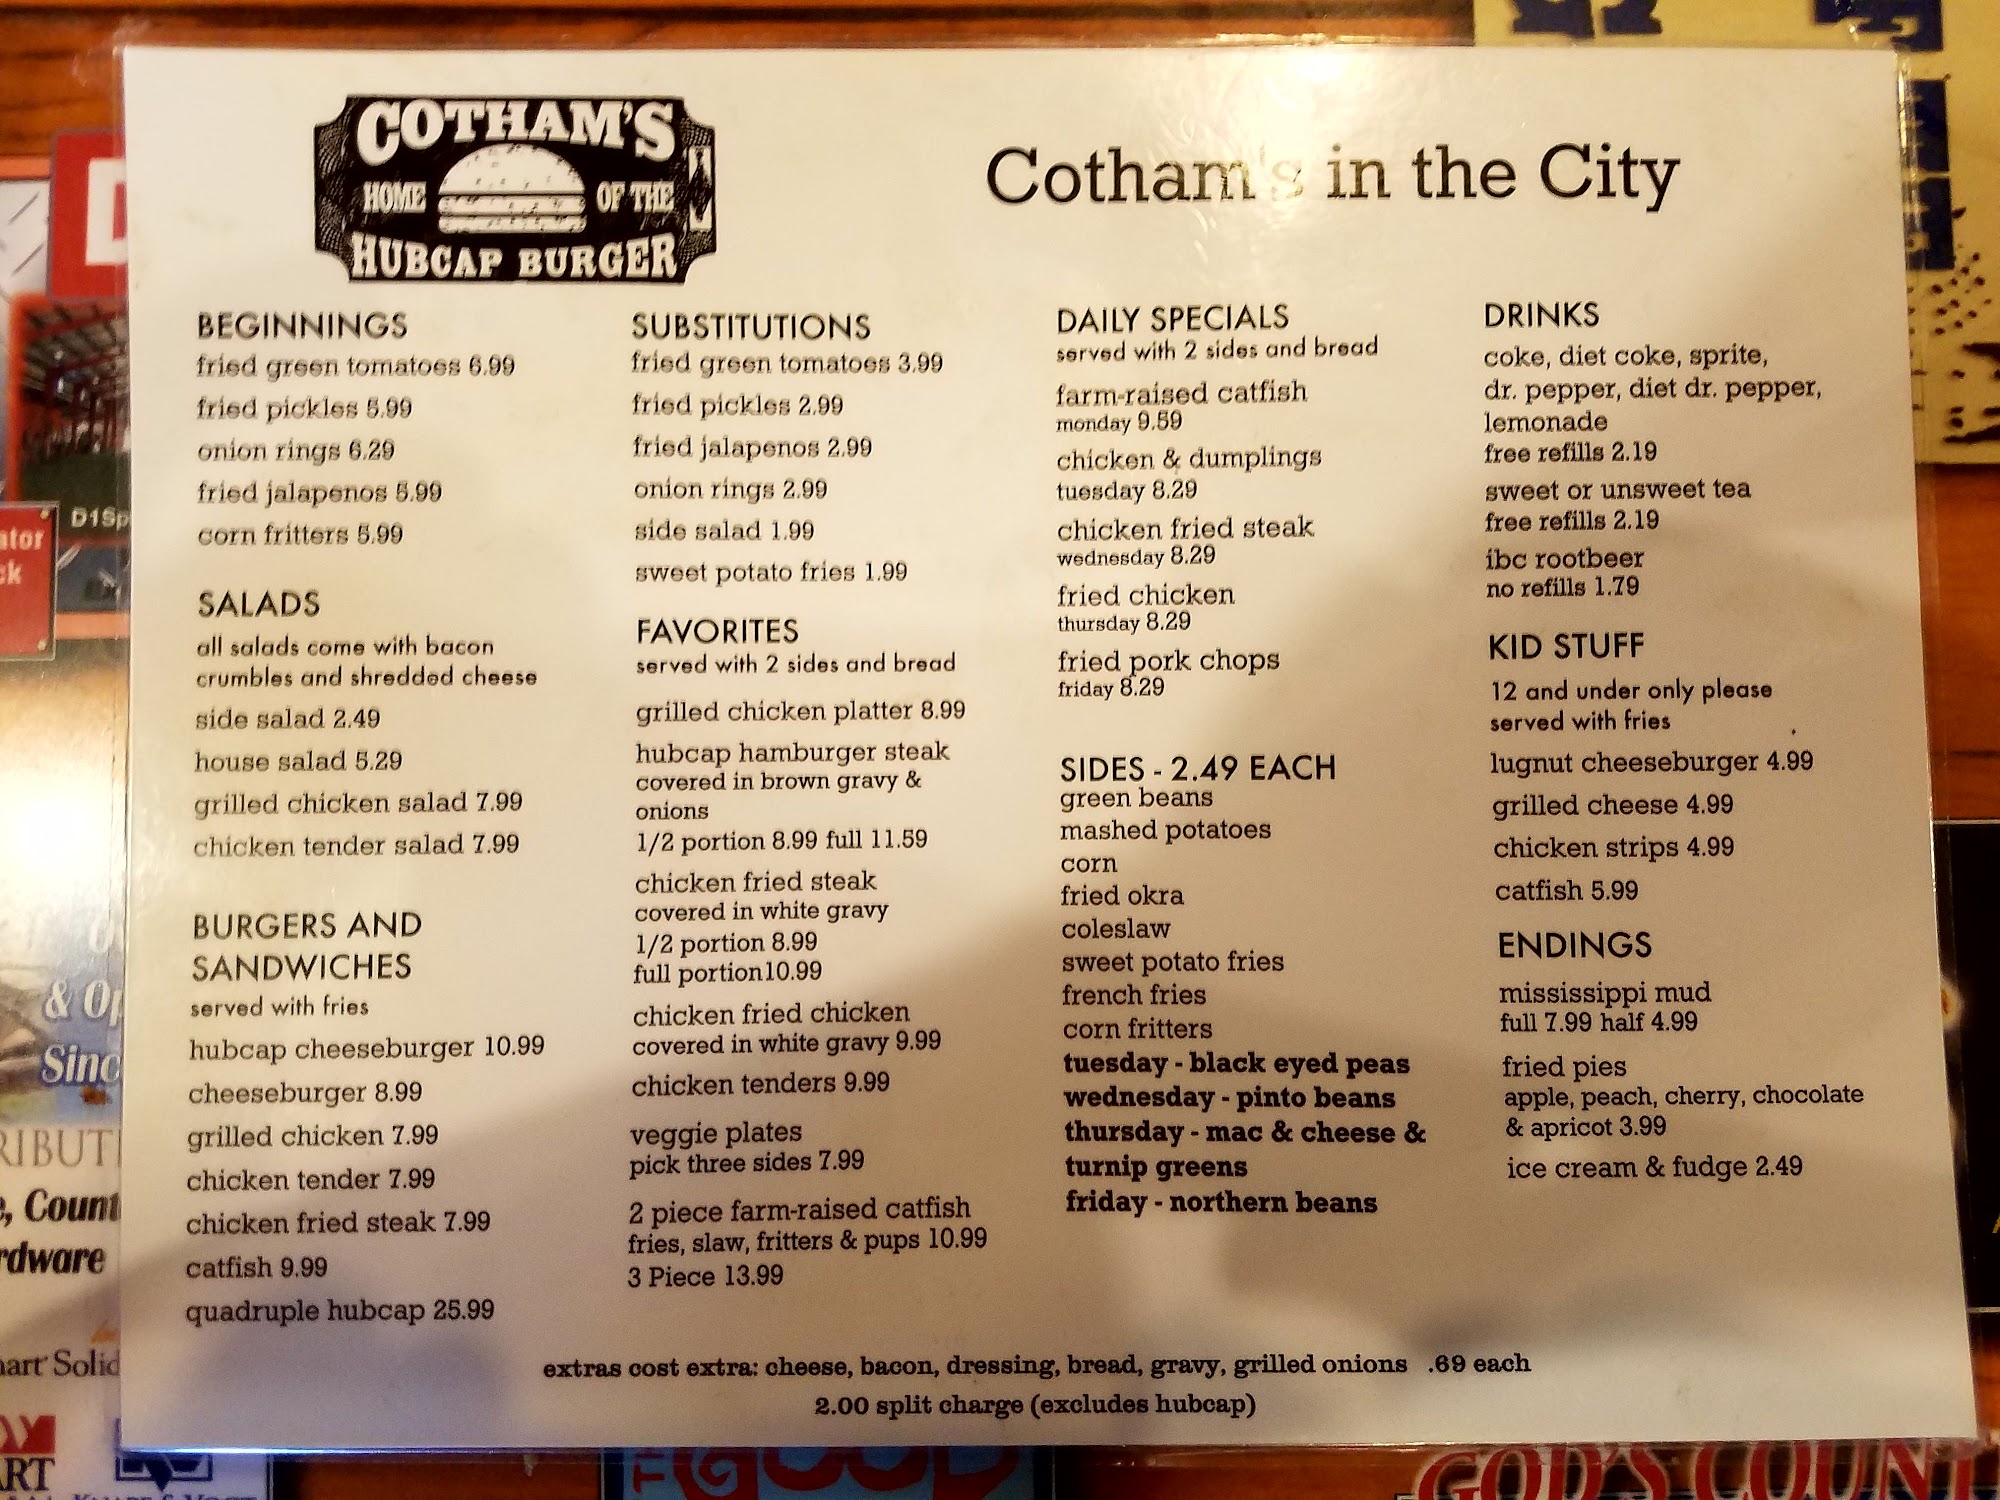 COTHAM'S
HOME OF THE
HUBCAP BURGER
Cotham's in the City
BEGINNINGS
fried green tomatoes 6.99
fried pickles 5.99
onion rings 6.29
fried jalapenos 5.99
corn fritters 5.99
SALADS
all salads come with bacon
crumbles and shredded cheese
side salad 2.49
house salad 5.29
grilled chicken salad 7.99
chicken tender salad 7.99
BURGERS AND
SANDWICHES
served with fries
hubcap cheeseburger 10.99
cheeseburger 8.99
grilled chicken 7.99
chicken tender 7.99
chicken fried steak 7.99
catfish 9.99
quadruple hubcap 25.99
SUBSTITUTIONS
fried green tomatoes 3.99
fried pickles 2.99
fried jalapenos 2.99
onion rings 2.99
side salad 1.99
sweet potato fries 1.99
FAVORITES
served with 2 sides and bread
grilled chicken platter 8.99
hubcap hamburger steak
covered in brown gravy &
onions
1/2 portion 8.99 full 11.59
chicken fried steak
covered in white gravy
1/2 portion 8.99
full portion10.99
chicken fried chicken
covered in white gravy 9.99
chicken tenders 9.99
veggie plates
pick three sides 7.99
2 piece farm-raised catfish
fries, slaw, fritters & pups 10.99
3 Piece 13.99
DAILY SPECIALS
served with 2 sides and bread
farm-raised catfish
monday 9.59
chicken & dumplings
tuesday 8.29
chicken fried steak
wednesday 8.29
fried chicken
thursday 8.29
fried pork chops
friday 8.29
SIDES - 2.49 EACH
green beans
mashed potatoes
corn
fried okra
coleslaw
sweet potato fries
french fries
corn fritters
tuesday - black eyed peas
wednesday - pinto beans
thursday - mac & cheese &
turnip greens
friday - northern beans
DRINKS
coke, diet coke, sprite,
dr. pepper, diet dr. pepper,
lemonade
free refills 2.19
sweet or unsweet tea
free refills 2.19
ibc rootbeer
no refills 1.79
KID STUFF
12 and under only please
served with fries
lugnut cheeseburger 4.99
grilled cheese 4.99
chicken strips 4.99
catfish 5.99
ENDINGS
mississippi mud
full 7.99 half 4.99
fried pies
apple, peach, cherry, chocolate
& apricot 3.99
ice cream & fudge 2.49
extras cost extra: cheese, bacon, dressing, bread, gravy, grilled onions .69 each
2.00 split charge (excludes hubcap)
D1Sp
& Op
Sinc
RIBUT
, Count
rdware
art Solid
ART
GOOD
GOD'S COUN